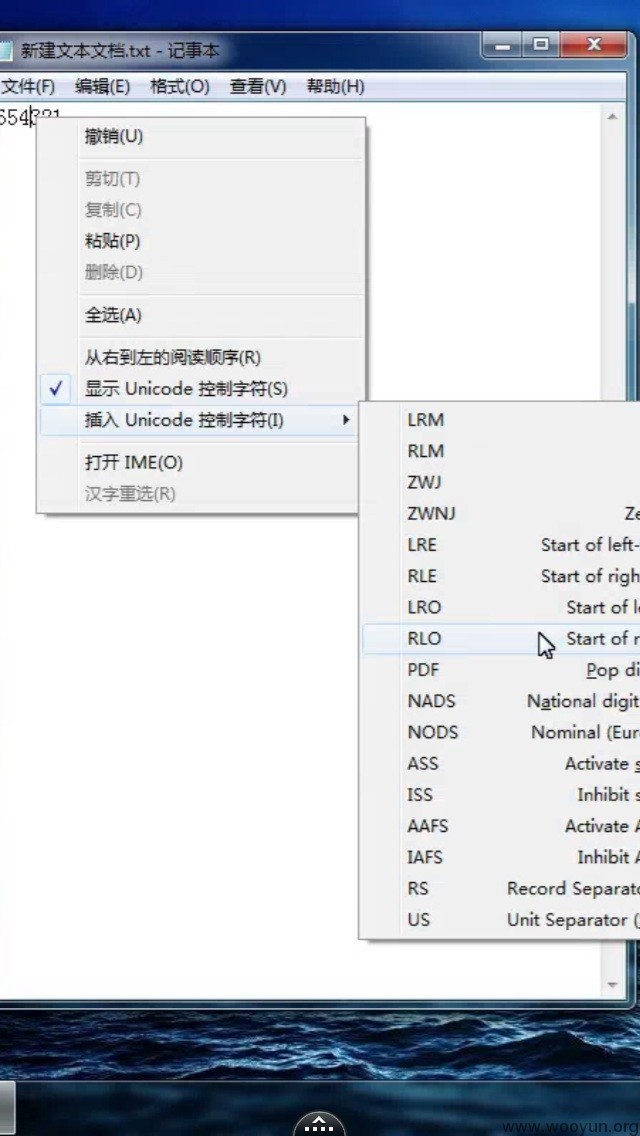 新建文本文档.txt - 记事本
文件(F) 编辑(E) 格式(O) 查看(V) 帮助(H)
撤销(U)
剪切(T)
复制(C)
粘贴(P)
删除(D)
全选(A)
从右到左的阅读顺序(R)
✓ 显示 Unicode 控制字符(S)
插入 Unicode 控制字符(I)
打开 IME(O)
汉字重选(R)
LRM
RLM
ZWJ
ZWNJ Ze
LRE Start of left-
RLE Start of righ
LRO Start of le
RLO Start of r
PDF Pop di
NADS National digit
NODS Nominal (Eur
ASS Activate s
ISS Inhibit s
AAFS Activate A
IAFS Inhibit A
RS Record Separato
US Unit Separator (
www.wooyun.org